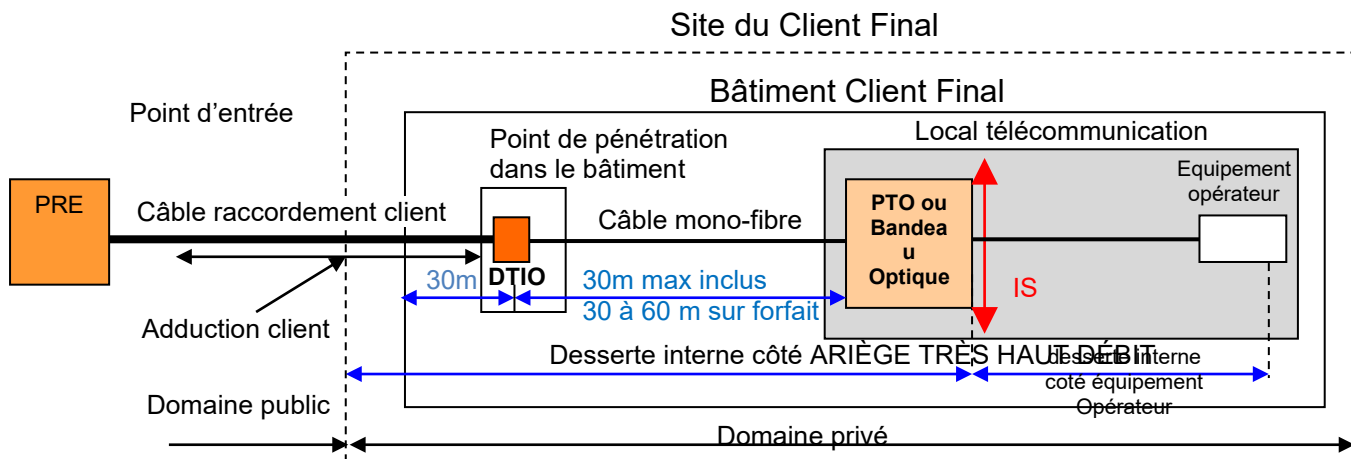 Site du Client Final
Bâtiment Client Final
Point d'entrée
Point de pénétration
dans le bâtiment
Local télécommunication
Equipement
opérateur
PRE
Câble raccordement client
Câble mono-fibre
PTO ou
Bandea
u
Optique
DTIO
30m
30m max inclus
30 à 60 m sur forfait
IS
Adduction client
Desserte interne côté ARIÈGE TRÈS HAUT DÉBIT
desserte interne
coté équipement
Opérateur
Domaine public
Domaine privé